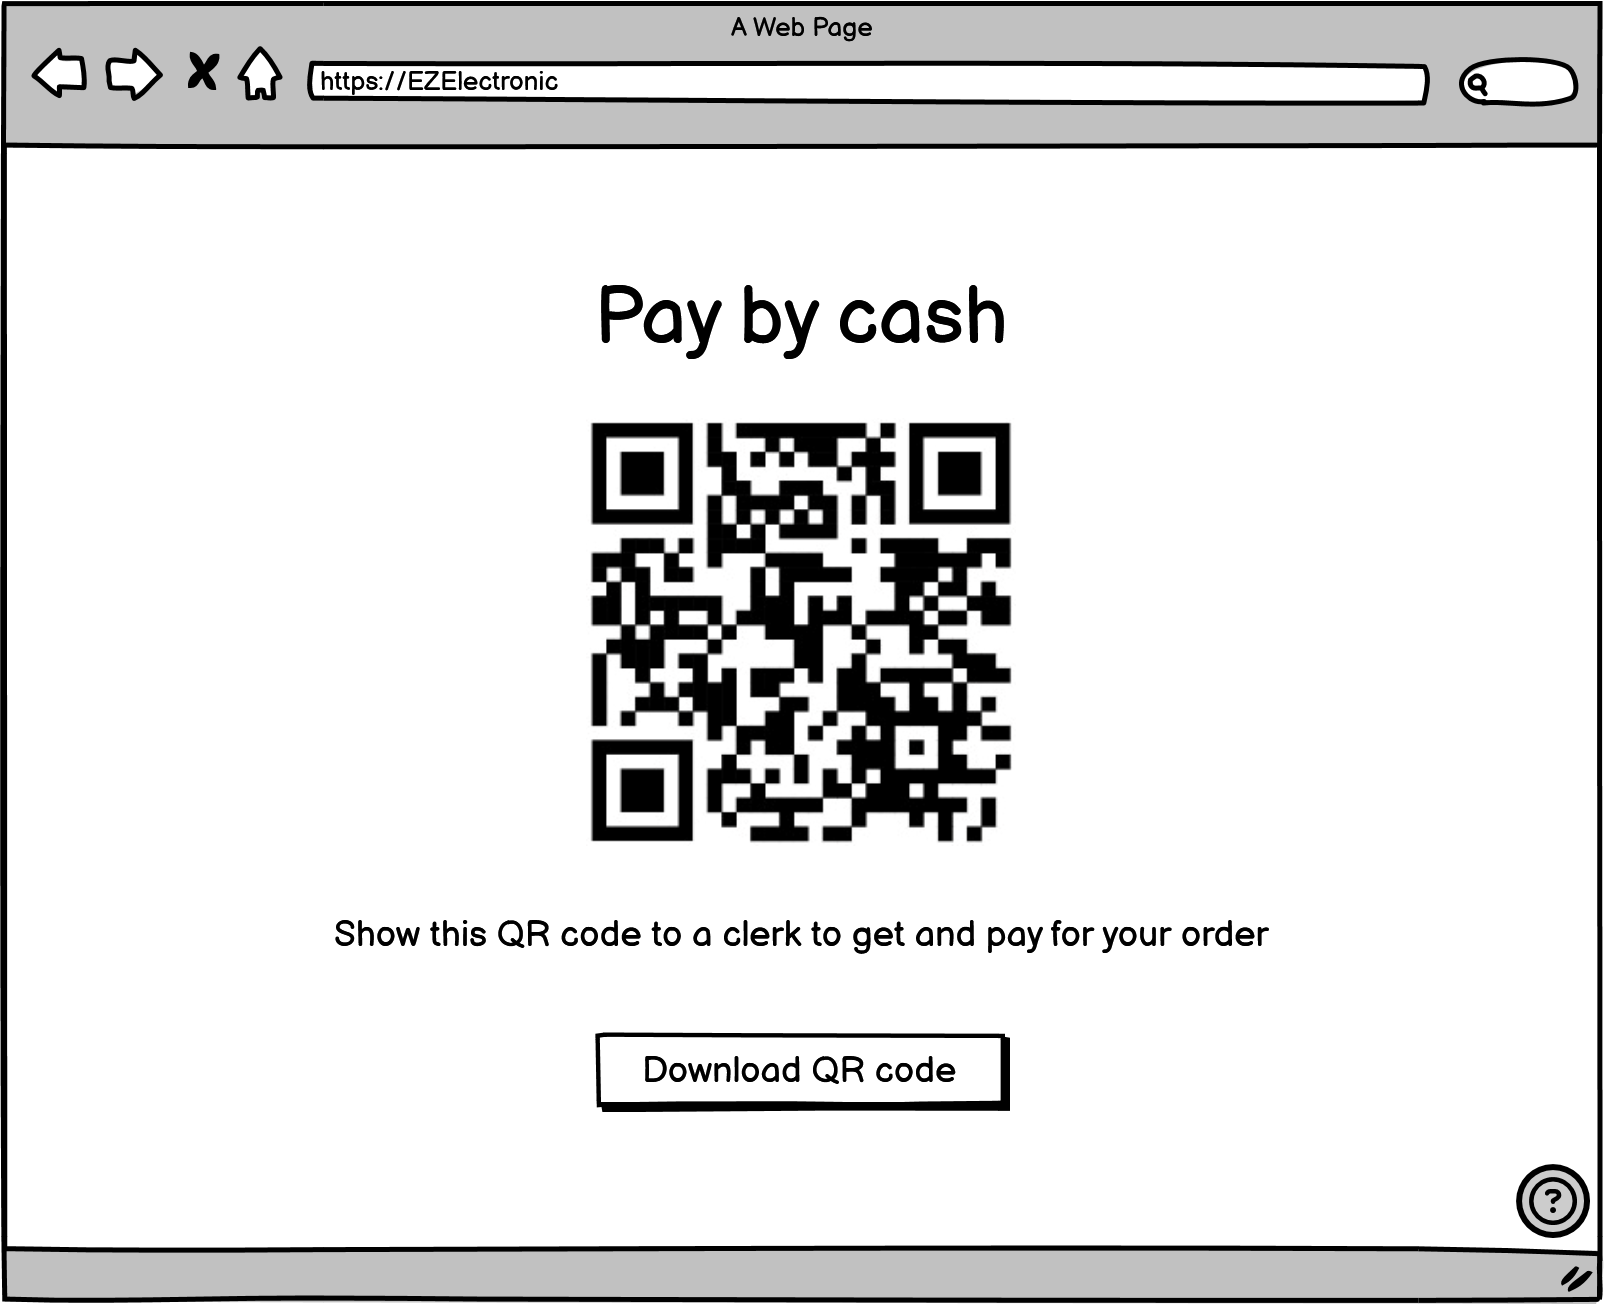 A Web Page
https://EZElectronic
Pay by cash
Show this QR code to a clerk to get and pay for your order
Download QR code
?